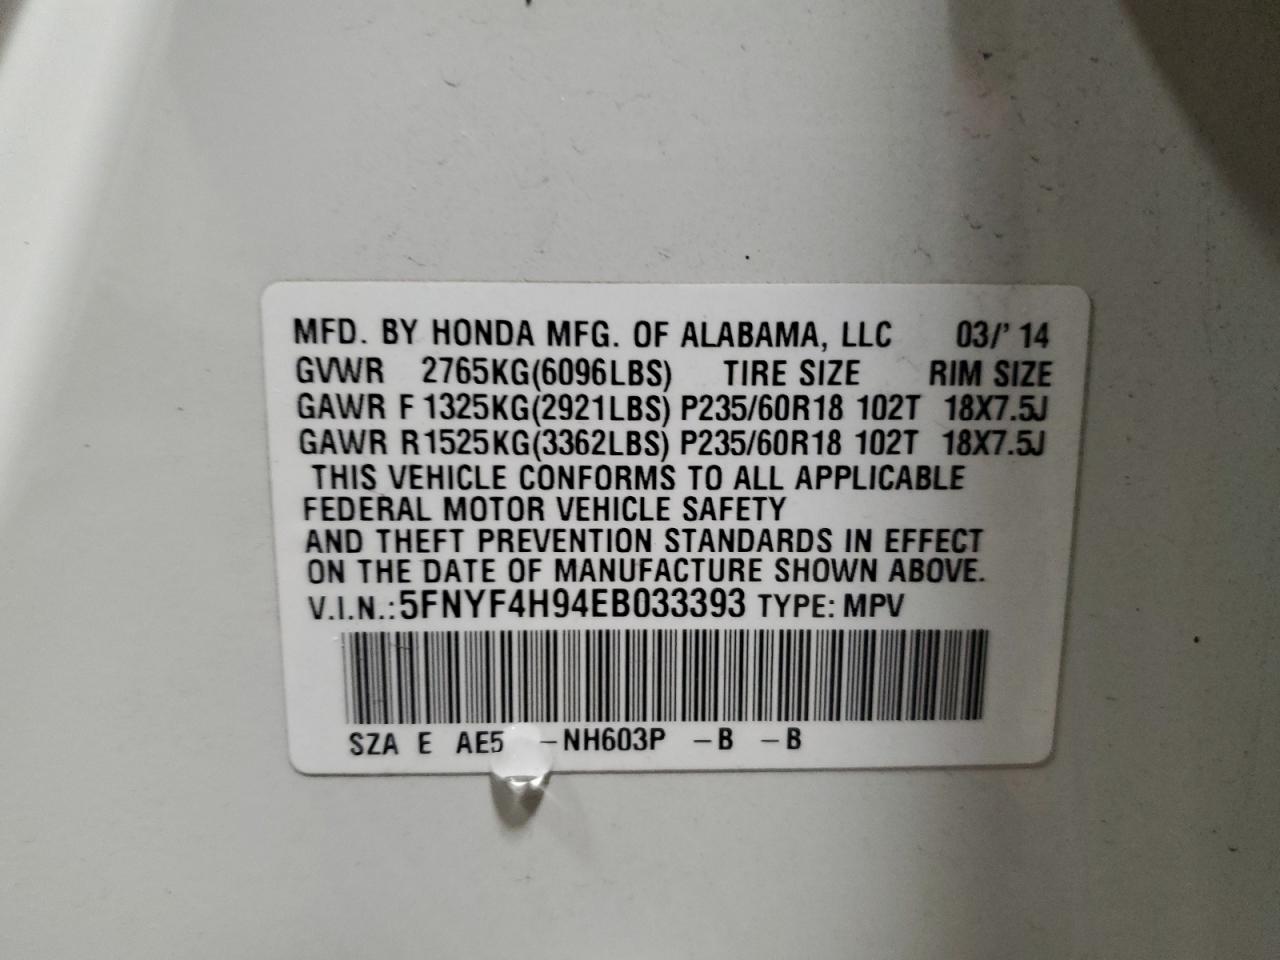 MFD. BY HONDA MFG. OF ALABAMA, LLC 03/' 14
GVWR 2765KG(6096LBS) TIRE SIZE RIM SIZE
GAWR F 1325KG(2921LBS) P235/60R18 102T 18X7.5J
GAWR R 1525KG(3362LBS) P235/60R18 102T 18X7.5J
THIS VEHICLE CONFORMS TO ALL APPLICABLE
FEDERAL MOTOR VEHICLE SAFETY
AND THEFT PREVENTION STANDARDS IN EFFECT
ON THE DATE OF MANUFACTURE SHOWN ABOVE.
V.I.N.: 5FNYF4H94EB033393 TYPE: MPV
SZA E AE5 -NH603P -B -B